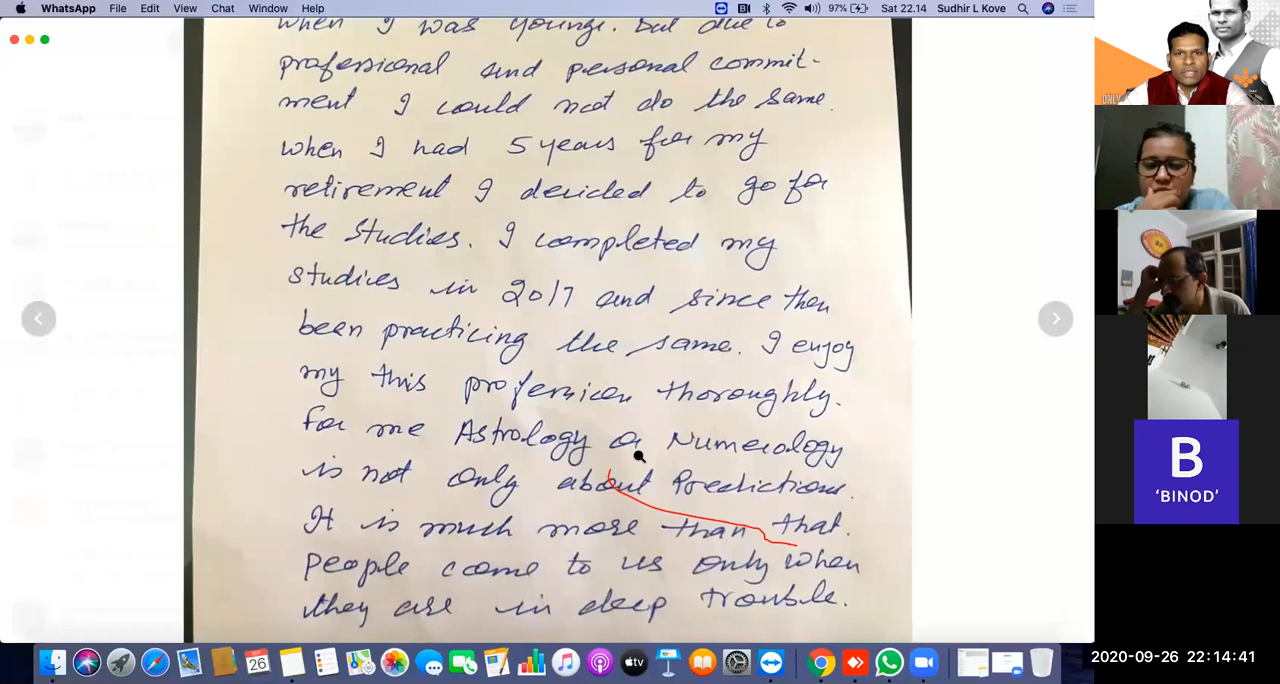 WhatsApp File Edit View Chat Window Help 97% Sat 22.14 Sudhir L Kove
when I was younge. But due to
professional and personal commit-
ment I could not do the same.
when I had 5 years for my
retirement I decided to go for
the studies. I completed my
studies in 2017 and since then
been practicing the same. I enjoy
my this profession thoroughly.
For me Astrology or Numerology
is not only about Predictions.
It is much more than that.
People come to us only when
they are in deep trouble.
B
'BINOD'
SEP
26
tv
2020-09-26 22:14:41